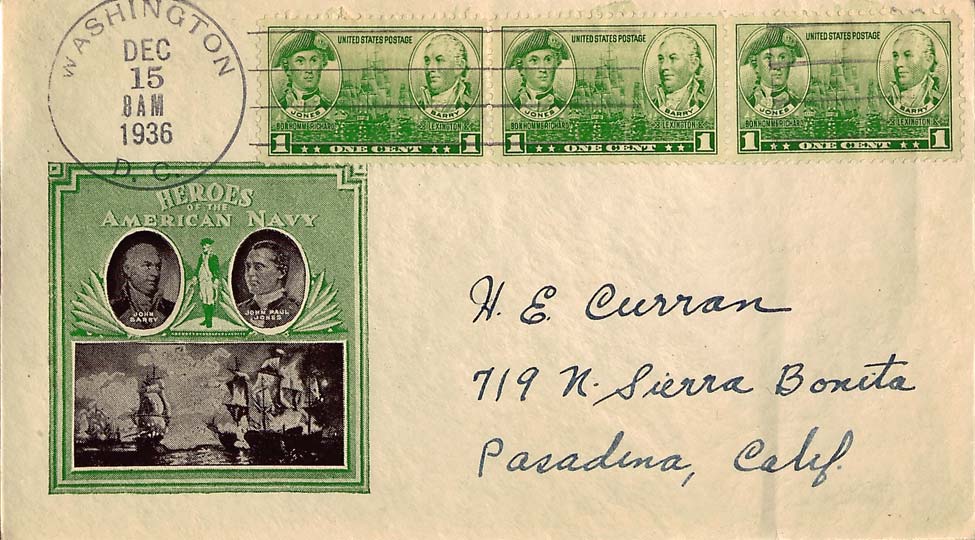 WASHINGTON
DEC
15
8 AM
1936
D. C.
UNITED STATES POSTAGE
JONES
BARRY
BONHOMME RICHARD
LEXINGTON
1 ONE CENT 1
UNITED STATES POSTAGE
JONES
BARRY
BONHOMME RICHARD
LEXINGTON
1 ONE CENT 1
UNITED STATES POSTAGE
JONES
BARRY
BONHOMME RICHARD
LEXINGTON
1 ONE CENT 1
HEROES
OF THE
AMERICAN NAVY
JOHN
BARRY
JOHN PAUL
JONES
H. E. Curran
719 N. Sierra Bonita
Pasadena, Calif.